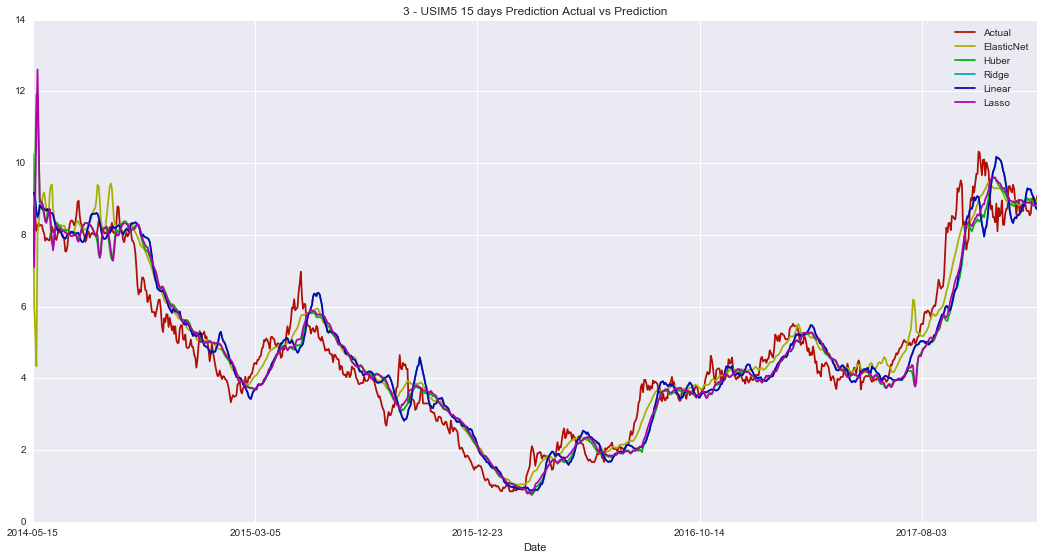 3 - USIM5 15 days Prediction Actual vs Prediction
14
12
10
8
6
4
2
0
Actual
ElasticNet
Huber
Ridge
Linear
Lasso
2014-05-15
2015-03-05
2015-12-23
2016-10-14
2017-08-03
Date